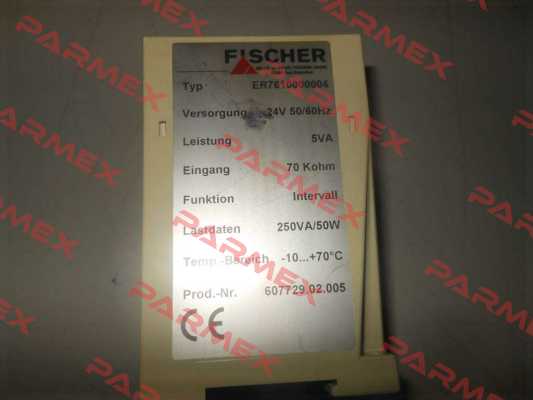 FISCHER
Typ ER7610000004
Versorgung 24V 50/60Hz
Leistung 5VA
Eingang 70 Kohm
Funktion Intervall
Lastdaten 250VA/50W
Temp.-Bereich -10...+70°C
Prod.-Nr. 607729.02.005
CE
PARMEX
PARMEX
PARMEX
PARMEX
PARMEX
PARMEX
PARMEX